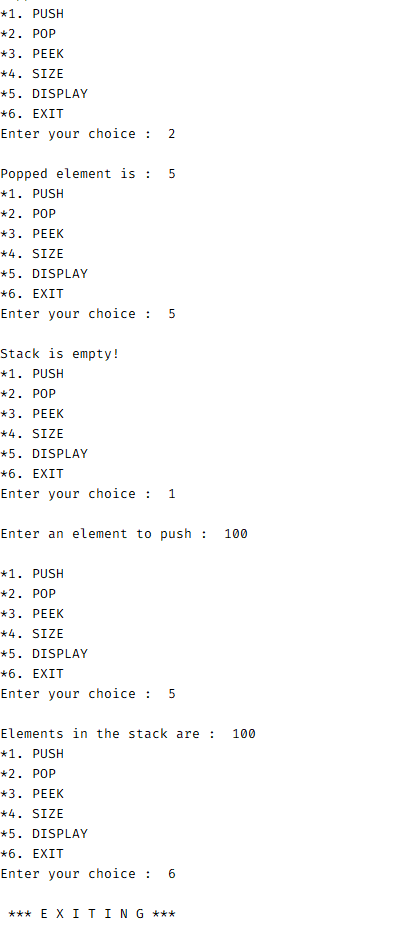 *1. PUSH
*2. POP
*3. PEEK
*4. SIZE
*5. DISPLAY
*6. EXIT
Enter your choice :  2
Popped element is :  5
*1. PUSH
*2. POP
*3. PEEK
*4. SIZE
*5. DISPLAY
*6. EXIT
Enter your choice :  5
Stack is empty!
*1. PUSH
*2. POP
*3. PEEK
*4. SIZE
*5. DISPLAY
*6. EXIT
Enter your choice :  1
Enter an element to push :  100
*1. PUSH
*2. POP
*3. PEEK
*4. SIZE
*5. DISPLAY
*6. EXIT
Enter your choice :  5
Elements in the stack are :  100
*1. PUSH
*2. POP
*3. PEEK
*4. SIZE
*5. DISPLAY
*6. EXIT
Enter your choice :  6
*** E X I T I N G ***